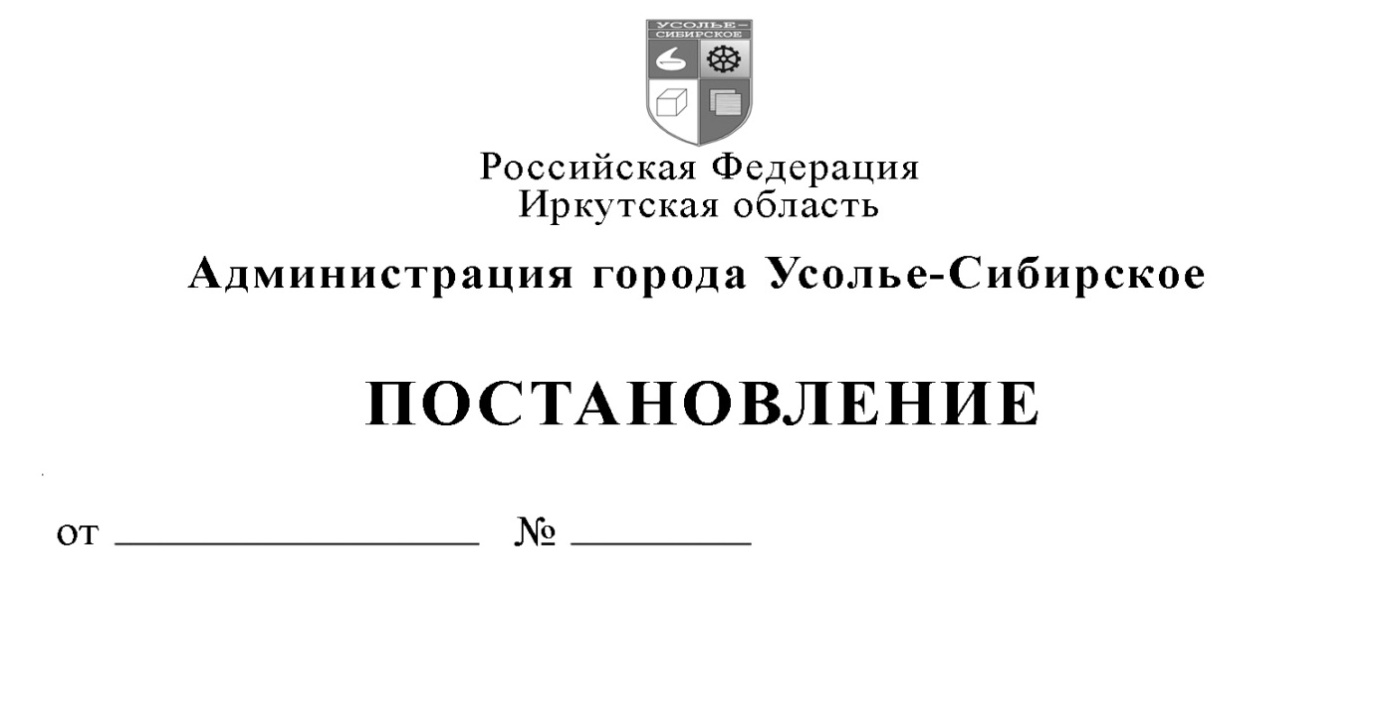 УСОЛЬЕ-
СИБИРСКОЕ
Российская Федерация
Иркутская область
Администрация города Усолье-Сибирское
ПОСТАНОВЛЕНИЕ
от №